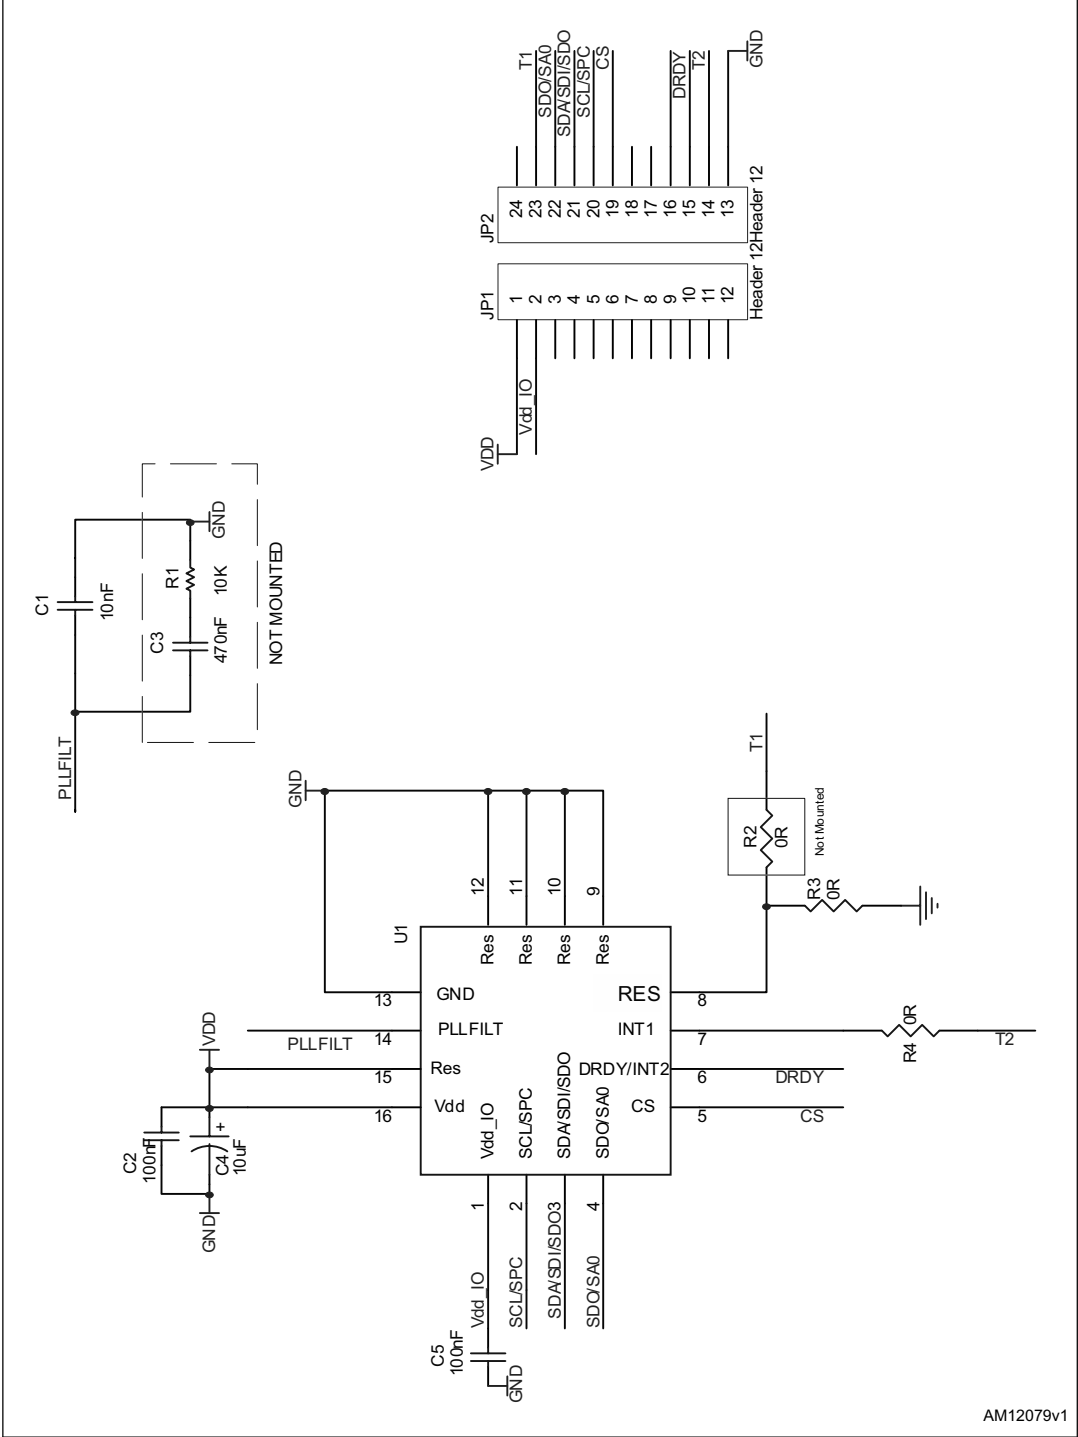 T1
SDO/SA0
SDA/SDI/SDO
SCL/SPC
CS
DRDY
T2
GND
JP2
24
23
22
21
20
19
18
17
16
15
14
13
Header 12
JP1
1
2
3
4
5
6
7
8
9
10
11
12
Header 12
VDD
Vdd_IO
C1
10nF
R1
10K
C3
470nF
GND
NOT MOUNTED
PLLFILT
GND
12
11
10
9
U1
Res
Res
Res
Res
13
GND
PLLFILT
14
PLLFILT
15
Res
16
Vdd
VDD
C2
100nF
+
C4
10uF
GND
RES
8
INT1
7
DRDY/INT2
6
DRDY
CS
5
CS
R4
0R
T2
T1
R2
0R
Not Mounted
R3
0R
Vdd_IO
SCL/SPC
SDA/SDI/SDO
SDO/SA0
1
2
3
4
Vdd_IO
SCL/SPC
SDA/SDI/SDO
SDO/SA0
C5
100nF
GND
AM12079v1